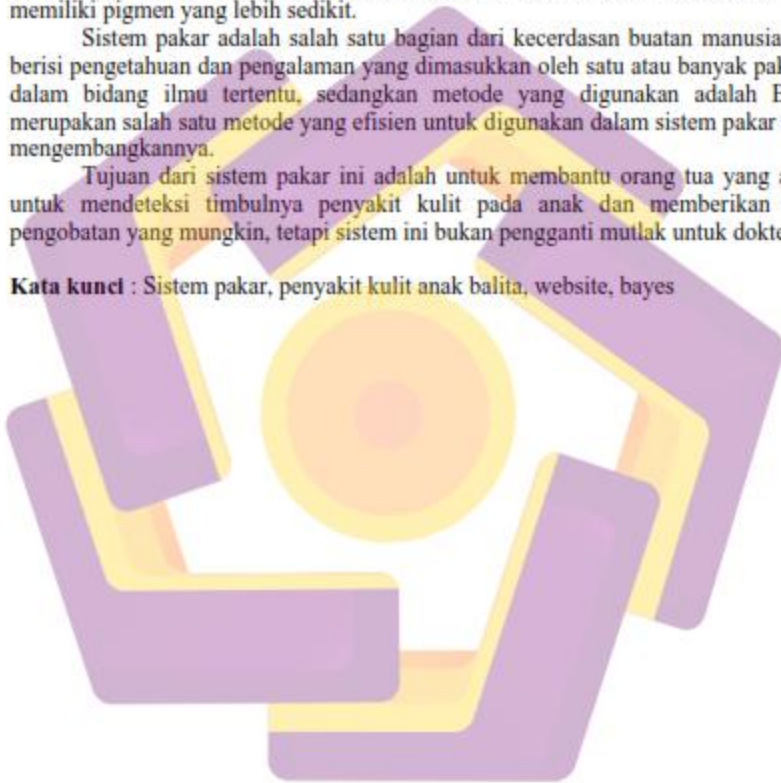 memiliki pigmen yang lebih sedikit.
Sistem pakar adalah salah satu bagian dari kecerdasan buatan manusia
berisi pengetahuan dan pengalaman yang dimasukkan oleh satu atau banyak
dalam bidang ilmu tertentu, sedangkan metode yang digunakan adalah
merupakan salah satu metode yang efisien untuk digunakan dalam sistem pakar
mengembangkannya.
Tujuan dari sistem pakar ini adalah untuk membantu orang tua yang
untuk mendeteksi timbulnya penyakit kulit pada anak dan memberikan
pengobatan yang mungkin, tetapi sistem ini bukan pengganti mutlak untuk
Kata kunci : Sistem pakar, penyakit kulit anak balita, website, bayes